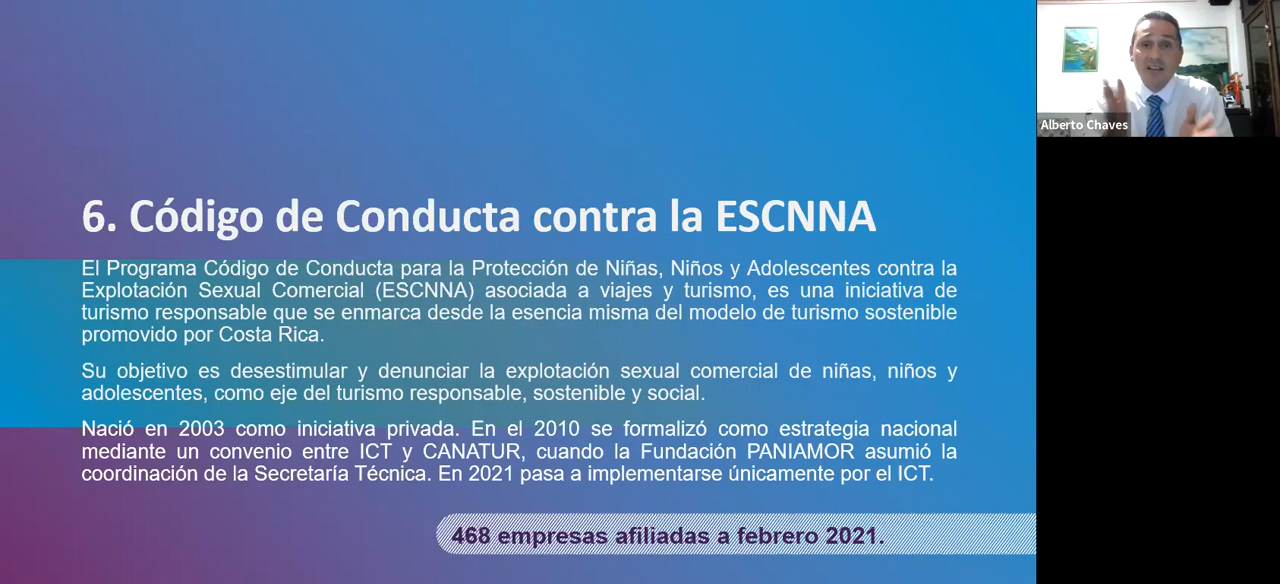 6. Código de Conducta contra la ESCNNA
El Programa Código de Conducta para la Protección de Niñas, Niños y Adolescentes contra la
Explotación Sexual Comercial (ESCNNA) asociada a viajes y turismo, es una iniciativa de
turismo responsable que se enmarca desde la esencia misma del modelo de turismo sostenible
promovido por Costa Rica.
Su objetivo es desestimular y denunciar la explotación sexual comercial de niñas, niños y
adolescentes, como eje del turismo responsable, sostenible y social.
Nació en 2003 como iniciativa privada. En el 2010 se formalizó como estrategia nacional
mediante un convenio entre ICT y CANATUR, cuando la Fundación PANIAMOR asumió la
coordinación de la Secretaría Técnica. En 2021 pasa a implementarse únicamente por el ICT.
468 empresas afiliadas a febrero 2021.
Alberto Chaves